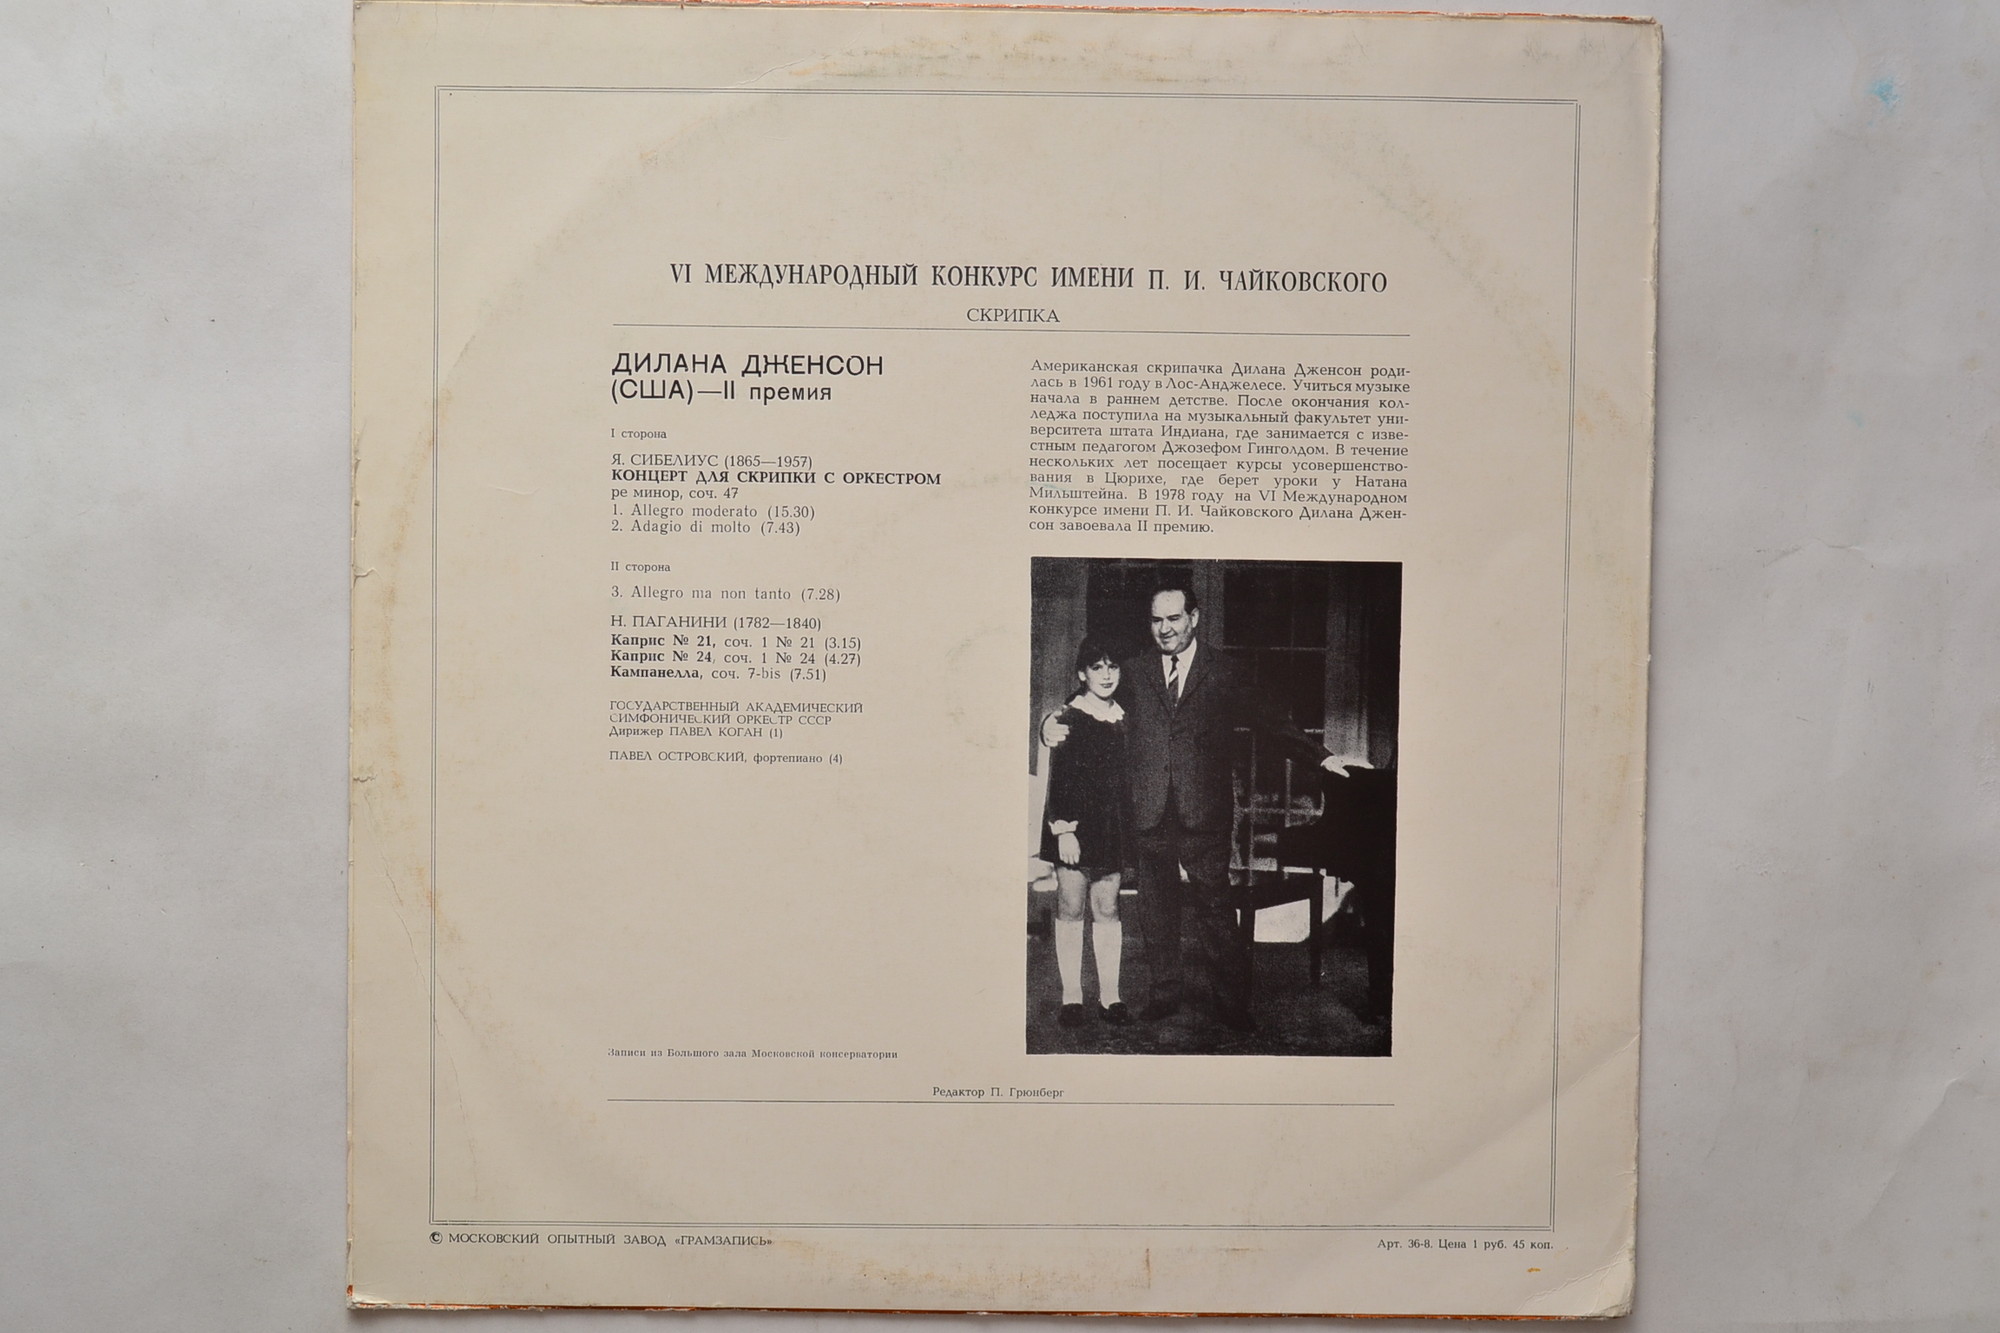 VI МЕЖДУНАРОДНЫЙ КОНКУРС ИМЕНИ П. И. ЧАЙКОВСКОГО
СКРИПКА
ДИЛАНА ДЖЕНСОН
(США)—II премия
I сторона
Я. СИБЕЛИУС (1865—1957)
КОНЦЕРТ ДЛЯ СКРИПКИ С ОРКЕСТРОМ
ре минор, соч. 47
1. Allegro moderato (15.30)
2. Adagio di molto (7.43)
II сторона
3. Allegro ma non tanto (7.28)
Н. ПАГАНИНИ (1782—1840)
Каприс № 21, соч. 1 № 21 (3.15)
Каприс № 24, соч. 1 № 24 (4.27)
Кампанелла, соч. 7-bis (7.51)
ГОСУДАРСТВЕННЫЙ АКАДЕМИЧЕСКИЙ
СИМФОНИЧЕСКИЙ ОРКЕСТР СССР
Дирижер ПАВЕЛ КОГАН (1)
ПАВЕЛ ОСТРОВСКИЙ, фортепиано (4)
Американская скрипачка Дилана Дженсон роди-
лась в 1961 году в Лос-Анджелесе. Учиться музыке
начала в раннем детстве. После окончания кол-
леджа поступила на музыкальный факультет уни-
верситета штата Индиана, где занимается с изве-
стным педагогом Джозефом Гинголдом. В течение
нескольких лет посещает курсы усовершенство-
вания в Цюрихе, где берет уроки у Натана
Мильштейна. В 1978 году на VI Международном
конкурсе имени П. И. Чайковского Дилана Джен-
сон завоевала II премию.
Записи из Большого зала Московской консерватории
Редактор П. Грюнберг
© МОСКОВСКИЙ ОПЫТНЫЙ ЗАВОД «ГРАМЗАПИСЬ»
Арт. 36-8. Цена 1 руб. 45 коп.